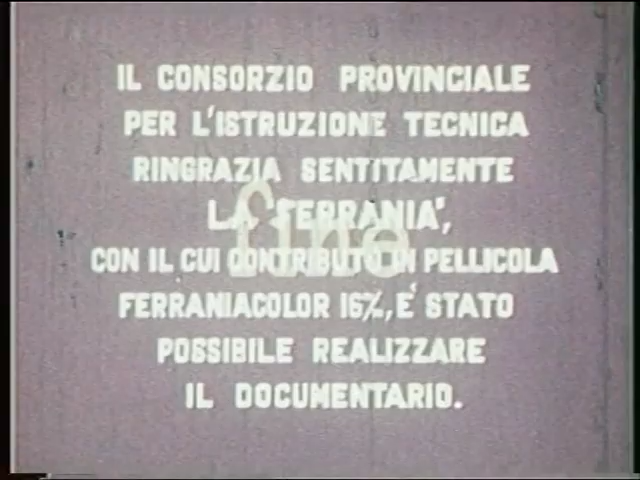 IL CONSORZIO PROVINCIALE
PER L'ISTRUZIONE TECNICA
RINGRAZIA SENTITAMENTE
LA "FERRANIA",
fine
CON IL CUI CONTRIBUTO IN PELLICOLA
FERRANIACOLOR 16%, E' STATO
POSSIBILE REALIZZARE
IL DOCUMENTARIO.